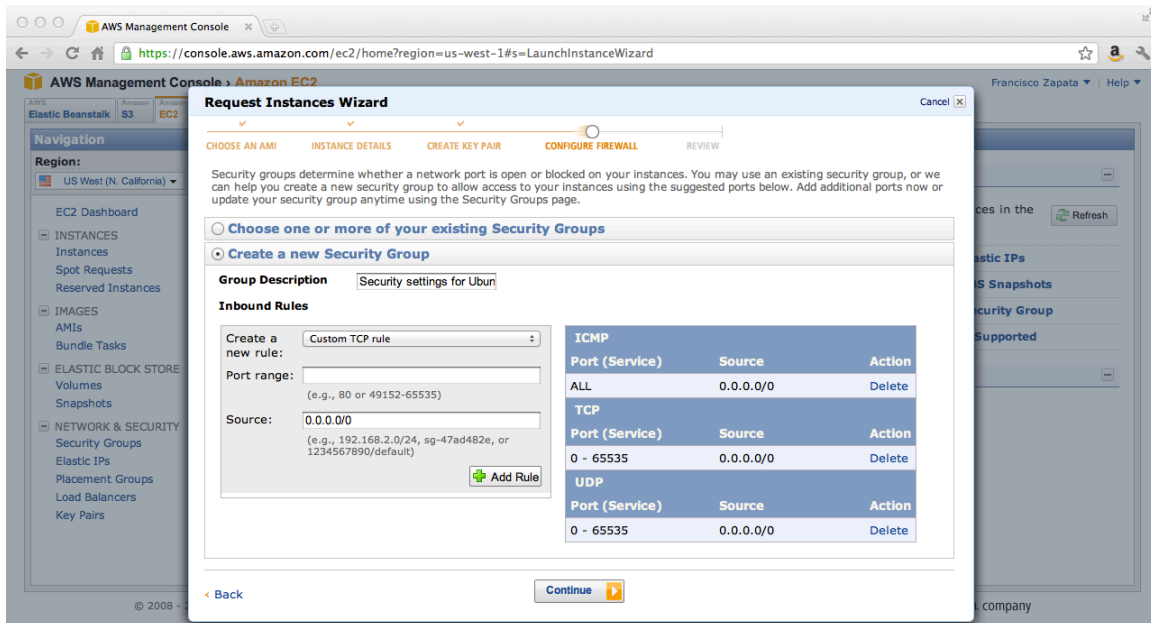 AWS Management Console
https://console.aws.amazon.com/ec2/home?region=us-west-1#s=LaunchInstanceWizard
AWS Management Console › Amazon EC2
Francisco Zapata | Help
AWS
Elastic Beanstalk
Amazon
S3
EC2
Navigation
Region:
US West (N. California)
EC2 Dashboard
INSTANCES
Instances
Spot Requests
Reserved Instances
IMAGES
AMIs
Bundle Tasks
ELASTIC BLOCK STORE
Volumes
Snapshots
NETWORK & SECURITY
Security Groups
Elastic IPs
Placement Groups
Load Balancers
Key Pairs
Request Instances Wizard
Cancel
CHOOSE AN AMI
INSTANCE DETAILS
CREATE KEY PAIR
CONFIGURE FIREWALL
REVIEW
Security groups determine whether a network port is open or blocked on your instances. You may use an existing security group, or we
can help you create a new security group to allow access to your instances using the suggested ports below. Add additional ports now or
update your security group anytime using the Security Groups page.
Choose one or more of your existing Security Groups
Create a new Security Group
Group Description
Security settings for Ubun
Inbound Rules
Create a
new rule:
Custom TCP rule
Port range:
(e.g., 80 or 49152-65535)
Source:
0.0.0.0/0
(e.g., 192.168.2.0/24, sg-47ad482e, or
1234567890/default)
Add Rule
ICMP
Port (Service) Source Action
ALL 0.0.0.0/0 Delete
TCP
Port (Service) Source Action
0 - 65535 0.0.0.0/0 Delete
UDP
Port (Service) Source Action
0 - 65535 0.0.0.0/0 Delete
‹ Back
Continue
in the
Refresh
IPs
Snapshots
Group
Supported
© 2008 -
company